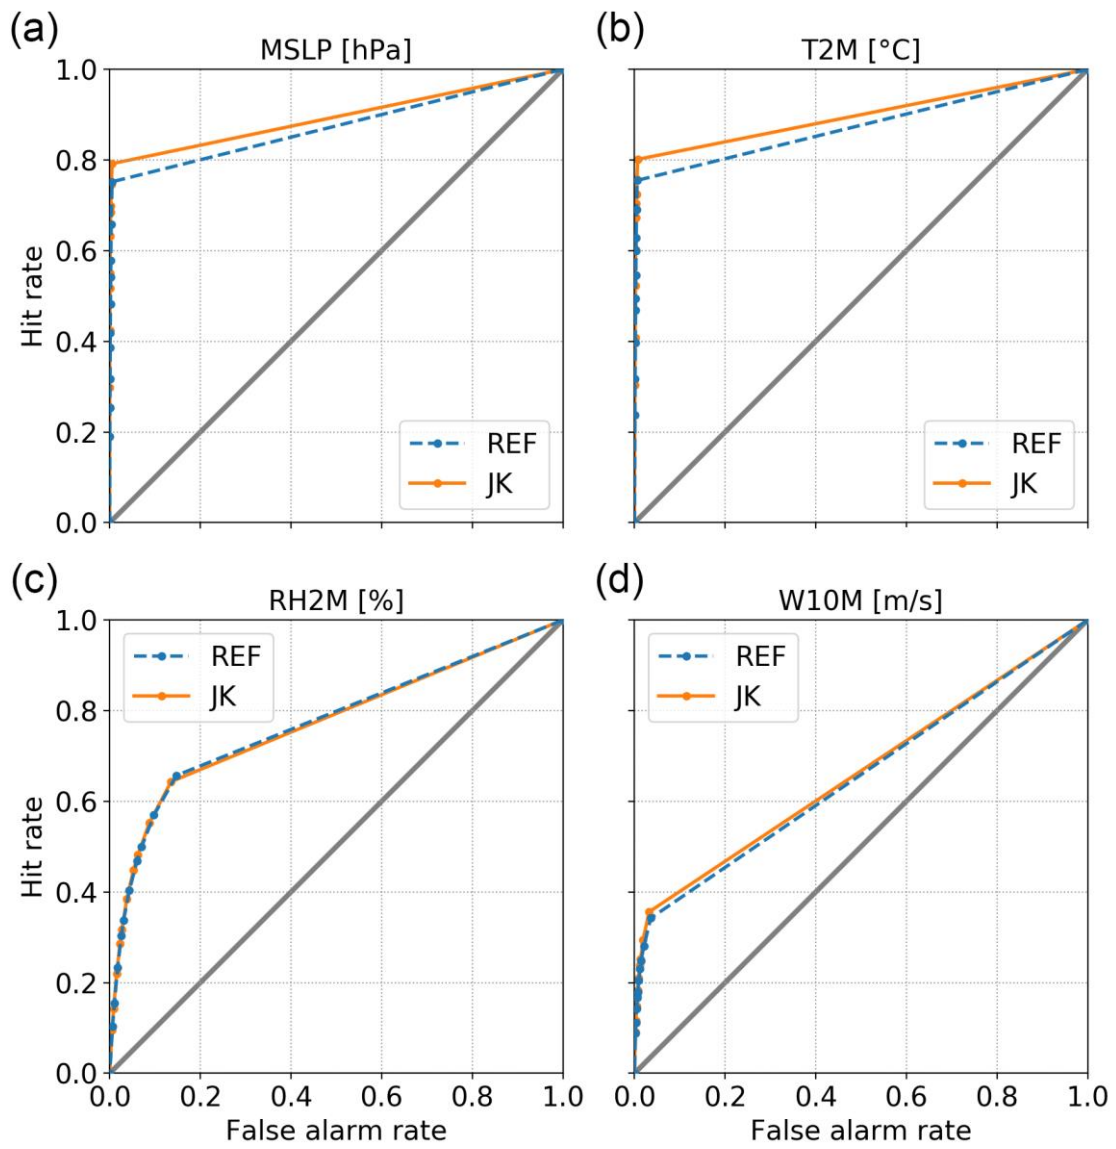 (a)
MSLP [hPa]
1.0
0.8
0.6
0.4
0.2
0.0
Hit rate
REF
JK
(b)
T2M [°C]
REF
JK
(c)
RH2M [%]
1.0
0.8
0.6
0.4
0.2
0.0
Hit rate
REF
JK
0.0 0.2 0.4 0.6 0.8 1.0
False alarm rate
(d)
W10M [m/s]
REF
JK
0.0 0.2 0.4 0.6 0.8 1.0
False alarm rate